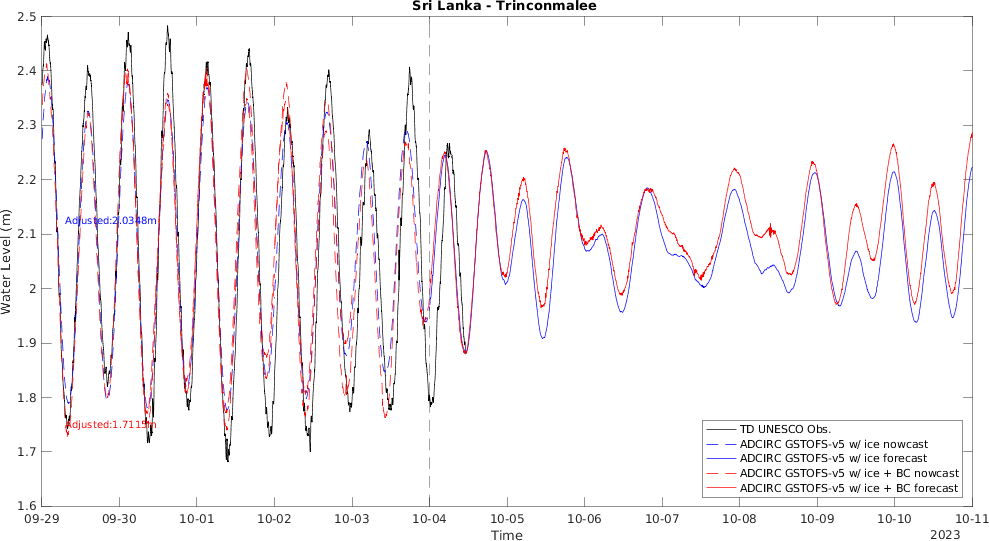 Sri Lanka - Trinconmalee
2.5
2.4
2.3
2.2
2.1
2
1.9
1.8
1.7
1.6
Water Level (m)
Adjusted:2.0348m
Adjusted:1.7115m
TD UNESCO Obs.
ADCIRC GSTOFS-v5 w/ ice nowcast
ADCIRC GSTOFS-v5 w/ ice forecast
ADCIRC GSTOFS-v5 w/ ice + BC nowcast
ADCIRC GSTOFS-v5 w/ ice + BC forecast
09-29 09-30 10-01 10-02 10-03 10-04 10-05 10-06 10-07 10-08 10-09 10-10 10-11
Time
2023